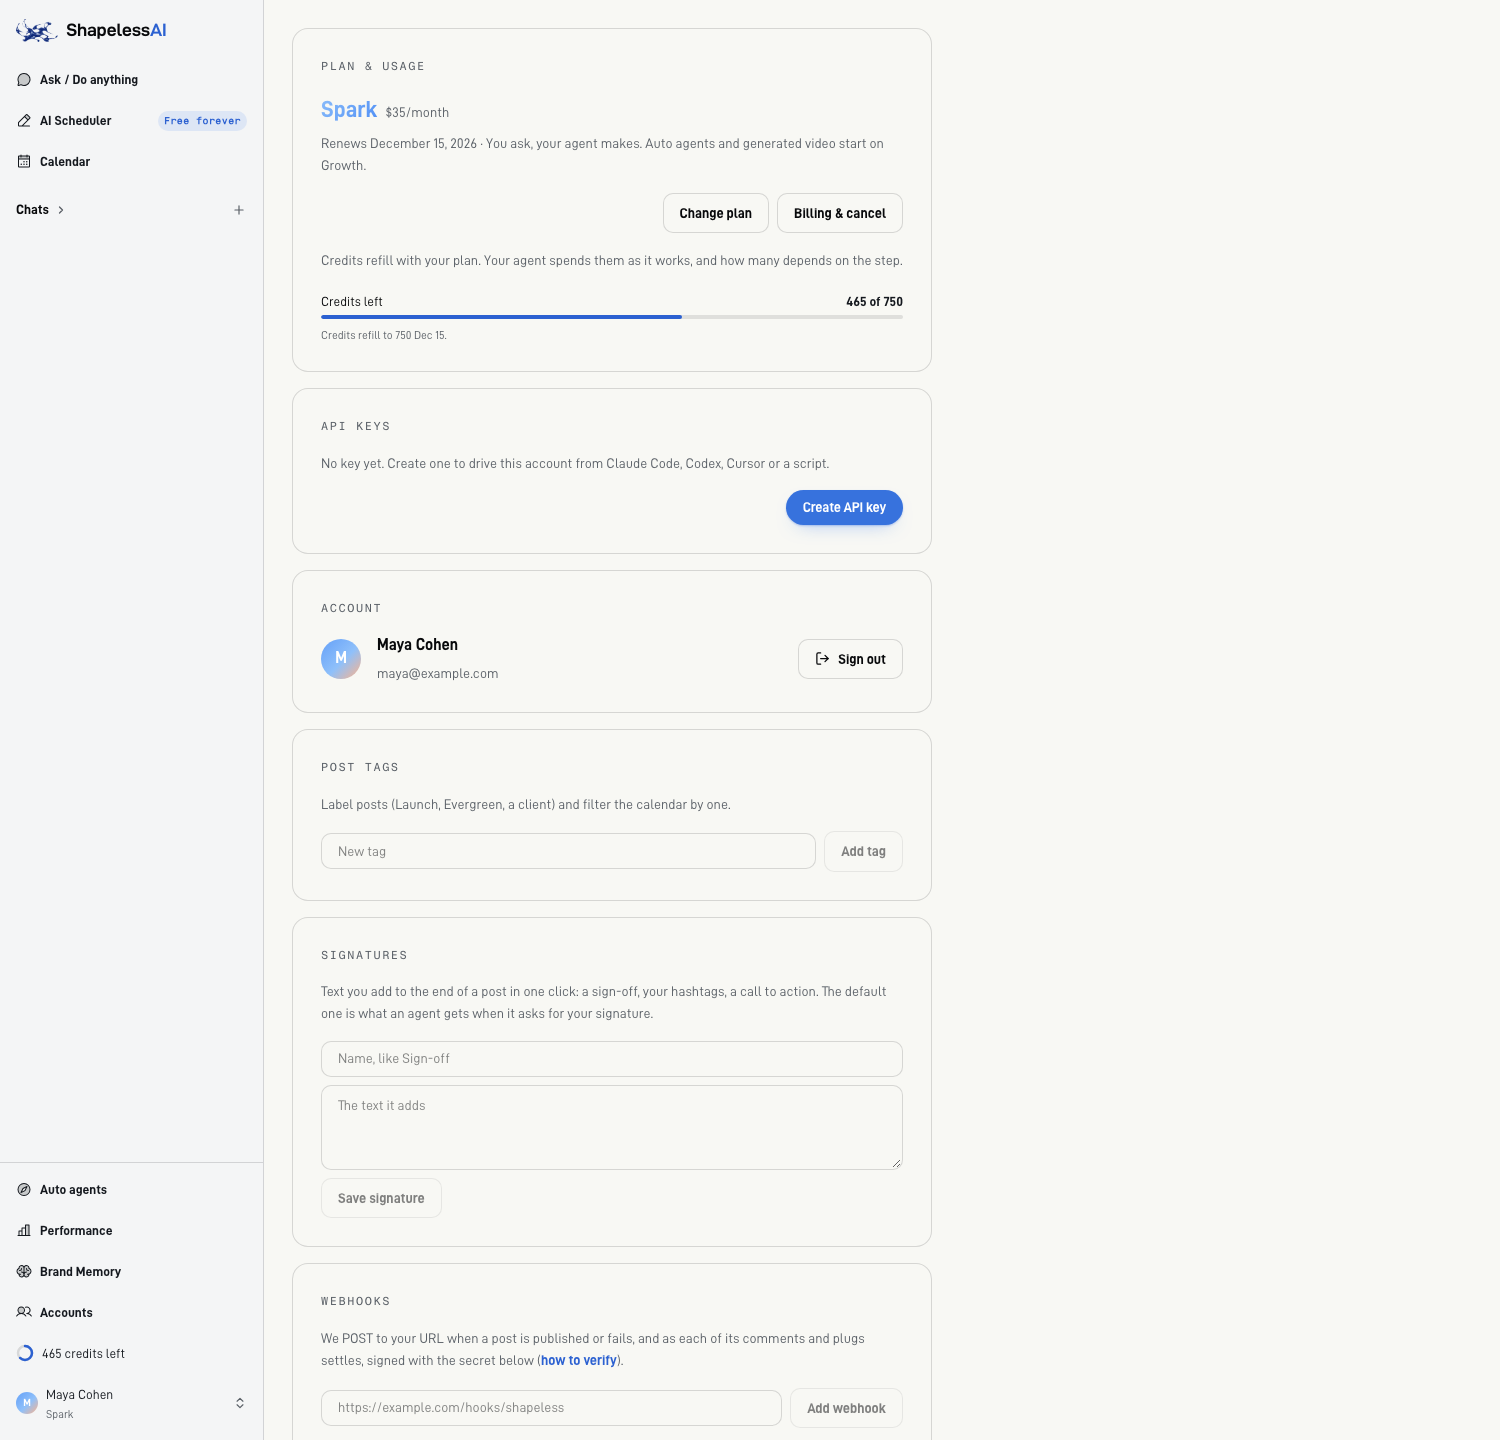 ShapelessAI
Ask / Do anything
AI Scheduler
Free forever
Calendar
Chats
PLAN & USAGE
Spark $35/month
Renews December 15, 2026 · You ask, your agent makes. Auto agents and generated video start on
Growth.
Change plan
Billing & cancel
Credits refill with your plan. Your agent spends them as it works, and how many depends on the step.
Credits left
465 of 750
Credits refill to 750 Dec 15.
API KEYS
No key yet. Create one to drive this account from Claude Code, Codex, Cursor or a script.
Create API key
ACCOUNT
M
Maya Cohen
maya@example.com
Sign out
POST TAGS
Label posts (Launch, Evergreen, a client) and filter the calendar by one.
New tag
Add tag
SIGNATURES
Text you add to the end of a post in one click: a sign-off, your hashtags, a call to action. The default
one is what an agent gets when it asks for your signature.
Name, like Sign-off
The text it adds
Save signature
WEBHOOKS
We POST to your URL when a post is published or fails, and as each of its comments and plugs
settles, signed with the secret below (how to verify).
https://example.com/hooks/shapeless
Add webhook
Auto agents
Performance
Brand Memory
Accounts
465 credits left
M
Maya Cohen
Spark